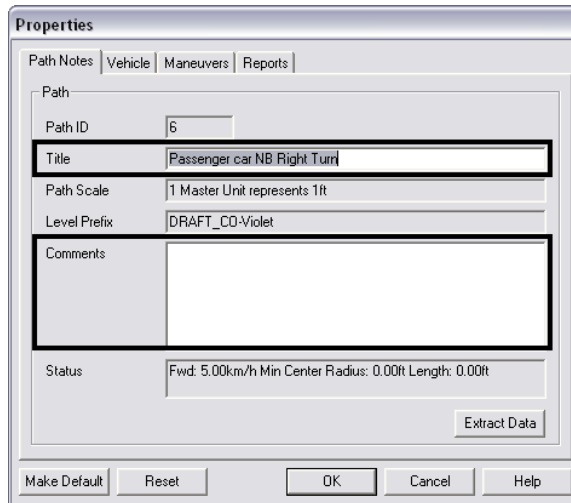 Properties
Path Notes Vehicle Maneuvers Reports
Path
Path ID 6
Title Passenger car NB Right Turn
Path Scale 1 Master Unit represents 1ft
Level Prefix DRAFT_CO-Violet
Comments
Status Fwd: 5.00km/h Min Center Radius: 0.00ft Length: 0.00ft
Extract Data
Make Default Reset OK Cancel Help